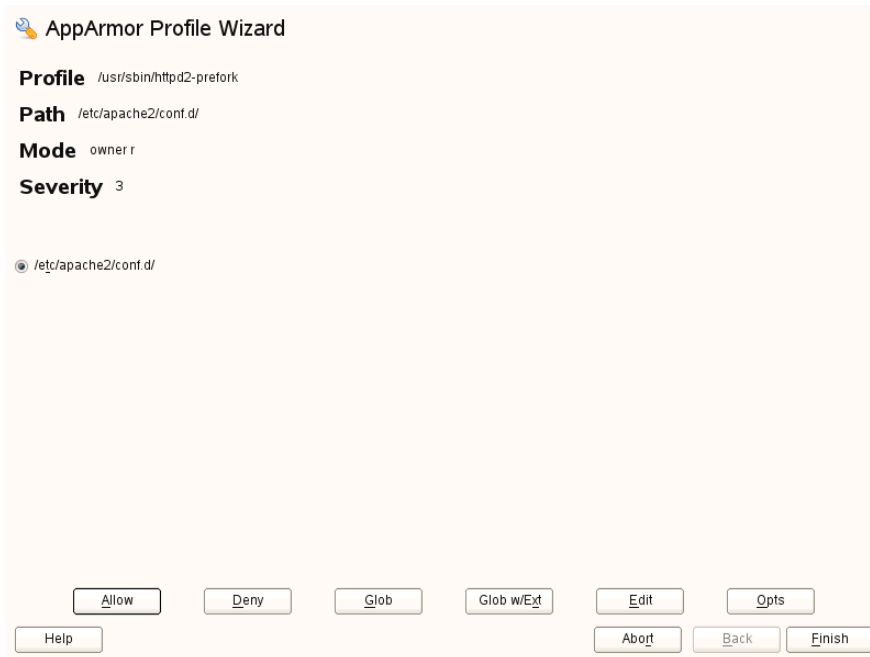 AppArmor Profile Wizard
Profile /usr/sbin/httpd2-prefork
Path /etc/apache2/conf.d/
Mode owner r
Severity 3
/etc/apache2/conf.d/
Allow Deny Glob Glob w/Ext Edit Opts
Help Abort Back Finish